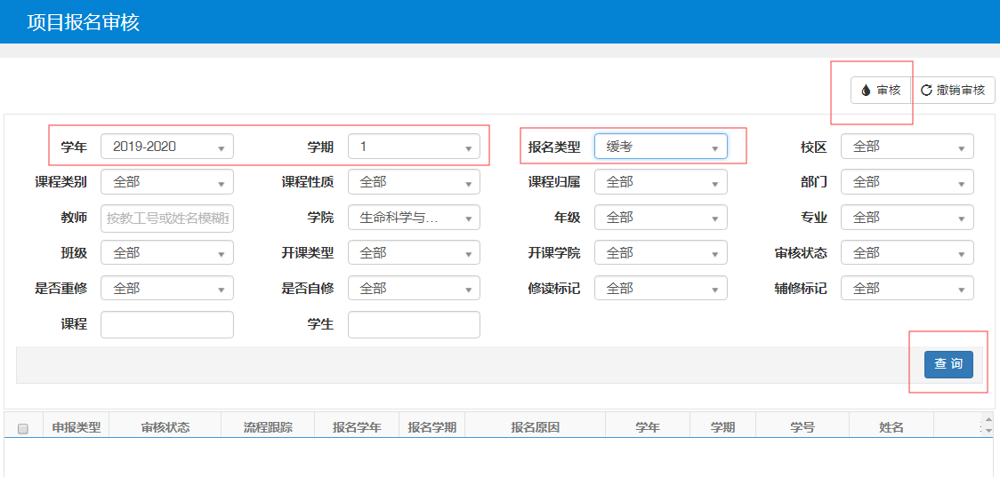 项目报名审核
审核 撤销审核
学年 2019-2020 学期 1 报名类型 缓考 校区 全部
课程类别 全部 课程性质 全部 课程归属 全部 部门 全部
教师 按教工号或姓名模糊 学院 生命科学与... 年级 全部 专业 全部
班级 全部 开课类型 全部 开课学院 全部 审核状态 全部
是否重修 全部 是否自修 全部 修读标记 全部 辅修标记 全部
课程 学生
查 询
申报类型 审核状态 流程跟踪 报名学年 报名学期 报名原因 学年 学期 学号 姓名